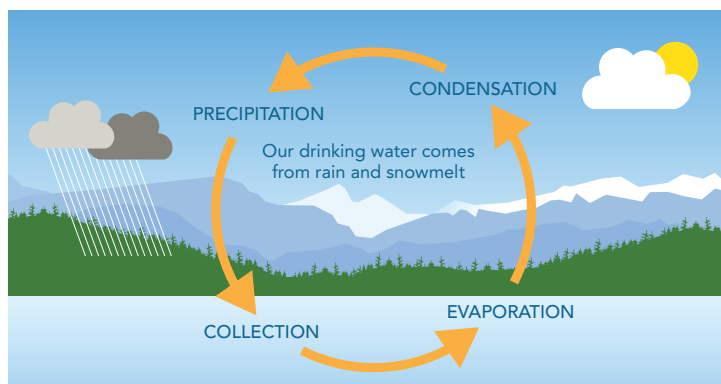 CONDENSATION
PRECIPITATION
Our drinking water comes
from rain and snowmelt
EVAPORATION
COLLECTION